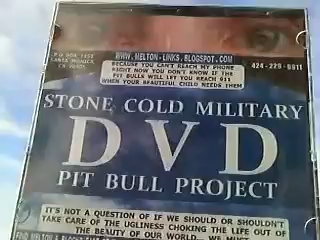 P O BOX 1151
SANTA MONICA,
CA
WWW.MELTON-LINKS.BLOGSPOT.COM
BECAUSE YOU CAN'T REACH MY PHONE
RIGHT NOW YOU DON'T KNOW IF THE
PIT BULLS WILL LET YOU REACH 911
WHEN YOUR BEAUTIFUL CHILD NEEDS THEM
424-229-
STONE COLD MILITARY
DVD
PIT BULL PROJECT
IT'S NOT A QUESTION OF IF WE SHOULD OR SHOULDN'T
TAKE CARE OF THE UGLINESS CHOKING THE LIFE OUT OF
THE BEAUTY OF OUR WORLD... WE MUST